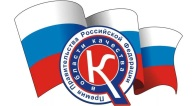 Премия Правительства Российской Федерации
в области качества
К